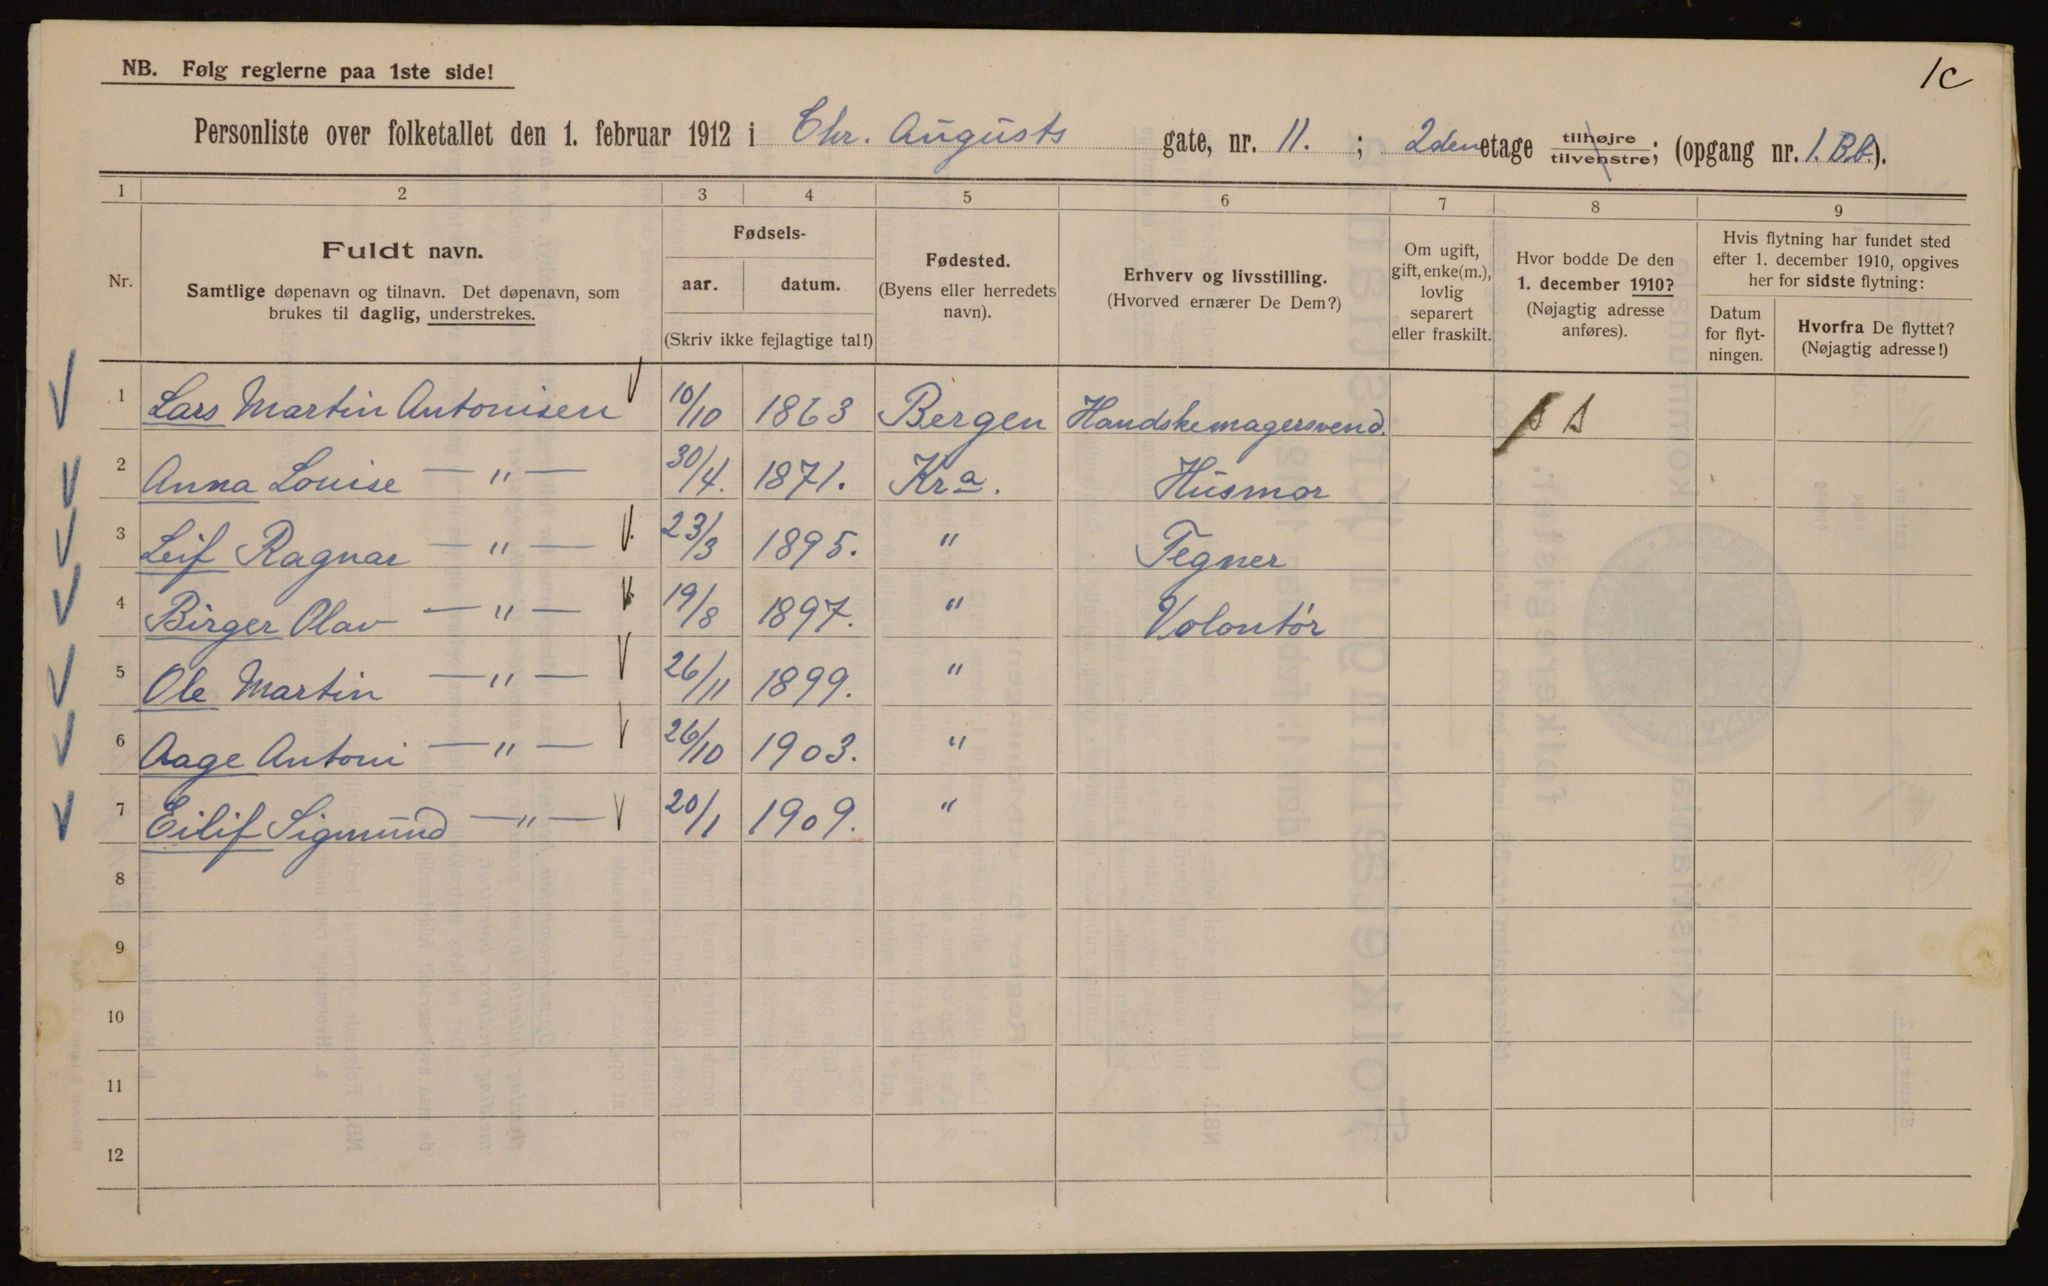 1c
NB. Følg reglerne paa 1ste side!
Personliste over folketallet den 1. februar 1912 i Chr. Augusts gate, nr. 11. ; 2den etage tilhøjre / tilvenstre; (opgang nr. 1. B.b.).
1 2 3 4 5 6 7 8 9
Nr.
Fuldt navn.
Samtlige døpenavn og tilnavn. Det døpenavn, som
brukes til daglig, understrekes.
Fødsels-
aar. datum.
(Skriv ikke fejlagtige tal!)
Fødested.
(Byens eller herredets
navn).
Erhverv og livsstilling.
(Hvorved ernærer De Dem?)
Om ugift,
gift, enke(m.),
lovlig
separert
eller fraskilt.
Hvor bodde De den
1. december 1910?
(Nøjagtig adresse
anføres).
Hvis flytning har fundet sted
efter 1. december 1910, opgives
her for sidste flytning:
Datum
for flyt-
ningen.
Hvorfra De flyttet?
(Nøjagtig adresse!)
1 Lars Martin Antonisen 10/10 1863 Bergen Handskemagersvend.
2 Anna Louise — " — 30/4. 1871. Kra. Husmor
3 Leif Ragnar — " — 23/3 1895. " Tegner
4 Birger Olav — " — 19/8 1897. " Volontør
5 Ole Martin — " — 26/11 1899. "
6 Aage Antoni — " — 26/10 1903. "
7 Eilif Sigmund — " — 20/1 1909. "
8
9
10
11
12